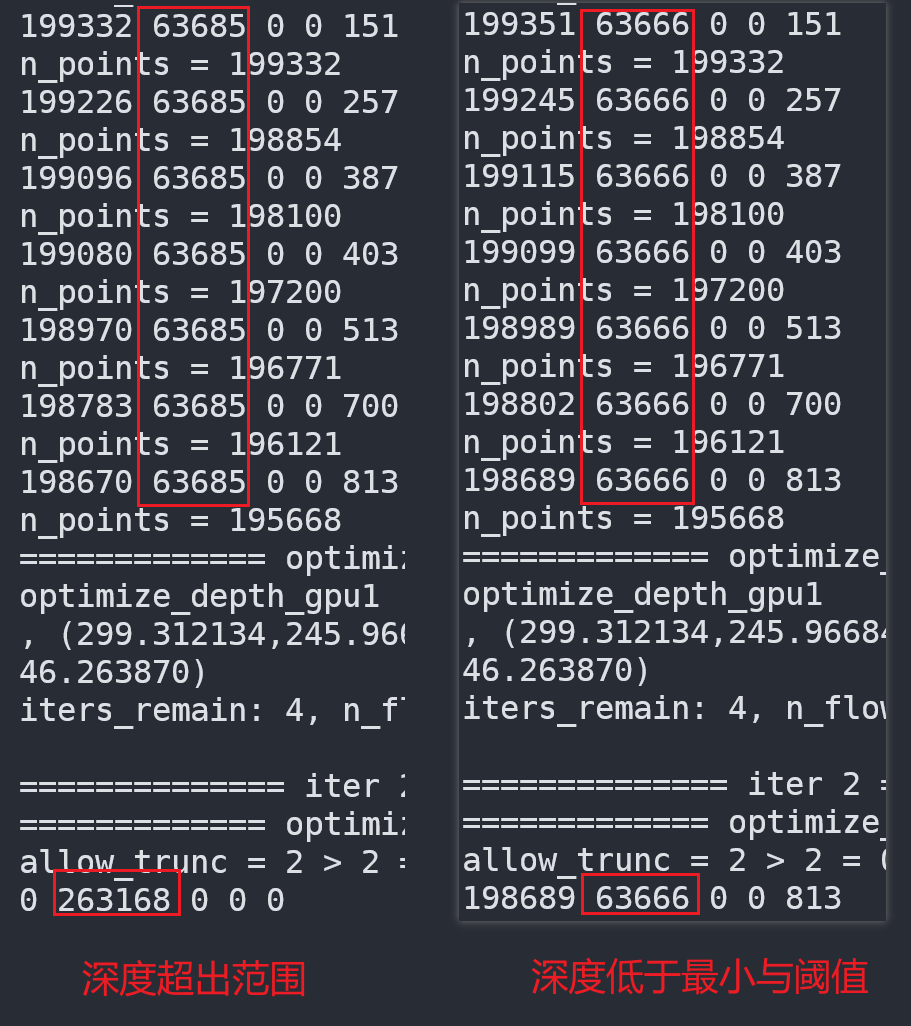 199332 63685 0 0 151
n_points = 199332
199226 63685 0 0 257
n_points = 198854
199096 63685 0 0 387
n_points = 198100
199080 63685 0 0 403
n_points = 197200
198970 63685 0 0 513
n_points = 196771
198783 63685 0 0 700
n_points = 196121
198670 63685 0 0 813
n_points = 195668
============= optimiz
optimize_depth_gpu1
, (299.312134,245.966
46.263870)
iters_remain: 4, n_fl
============== iter 2
============= optimiz
allow_trunc = 2 > 2 =
0 263168 0 0 0
深度超出范围
199351 63666 0 0 151
n_points = 199332
199245 63666 0 0 257
n_points = 198854
199115 63666 0 0 387
n_points = 198100
199099 63666 0 0 403
n_points = 197200
198989 63666 0 0 513
n_points = 196771
198802 63666 0 0 700
n_points = 196121
198689 63666 0 0 813
n_points = 195668
============= optimize_
optimize_depth_gpu1
, (299.312134,245.96684
46.263870)
iters_remain: 4, n_flow
============== iter 2 =
============= optimize_
allow_trunc = 2 > 2 = 0
198689 63666 0 0 813
深度低于最小与阈值